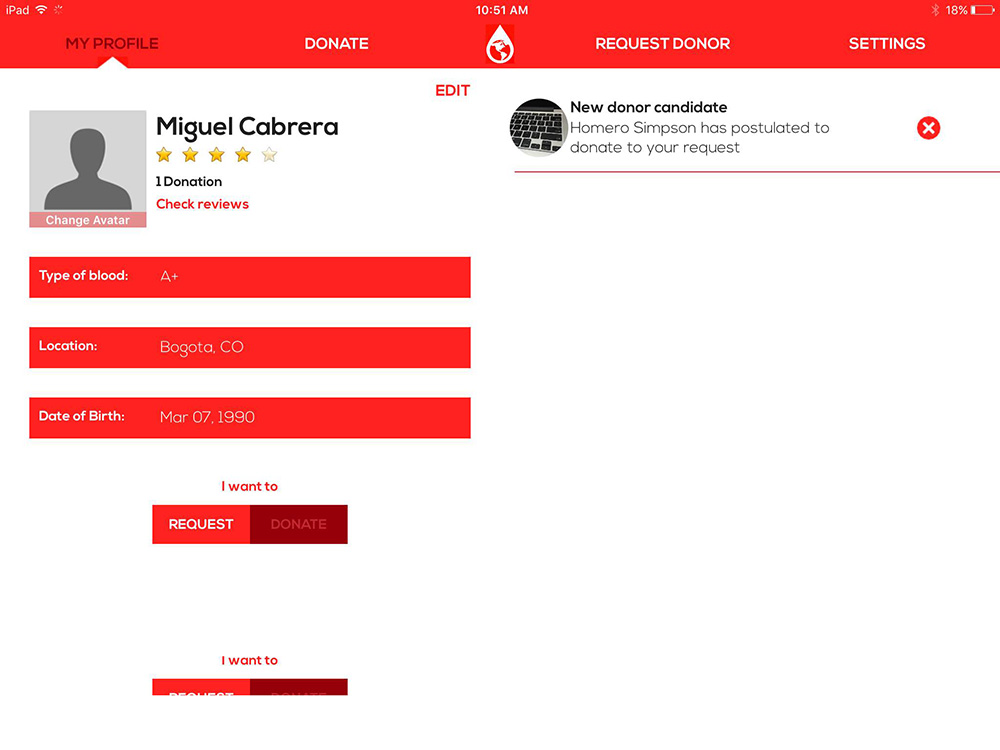 iPad 10:51 AM 18%
MY PROFILE DONATE REQUEST DONOR SETTINGS
EDIT
Miguel Cabrera
1 Donation
Check reviews
Change Avatar
Type of blood: A+
Location: Bogota, CO
Date of Birth: Mar 07, 1990
I want to
REQUEST DONATE
I want to
REQUEST DONATE
New donor candidate
Homero Simpson has postulated to
donate to your request